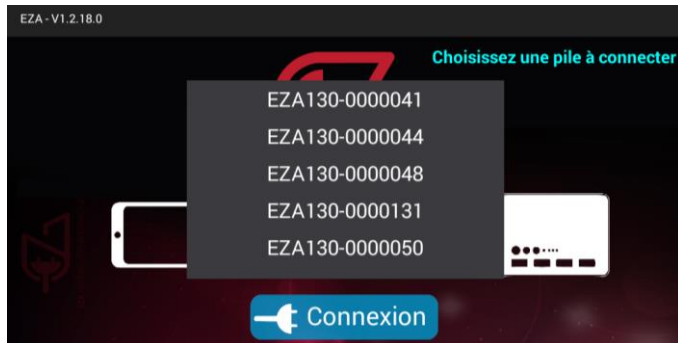 EZA - V1.2.18.0
Choisissez une pile à connecter
EZA130-0000041
EZA130-0000044
EZA130-0000048
EZA130-0000131
EZA130-0000050
Connexion